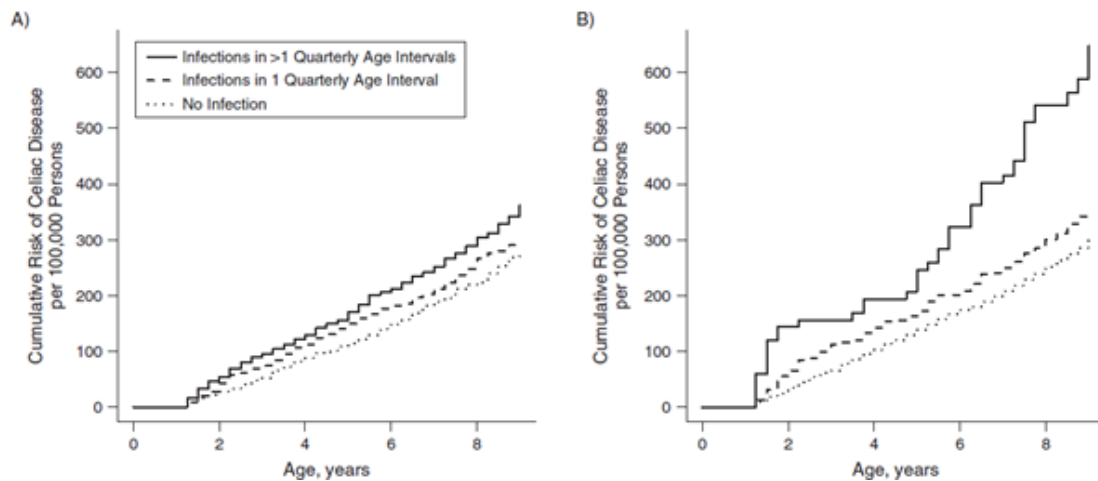 A)
Cumulative Risk of Celiac Disease
per 100,000 Persons
600
500
400
300
200
100
0
Infections in >1 Quarterly Age Intervals
Infections in 1 Quarterly Age Interval
No Infection
0 2 4 6 8
Age, years
B)
Cumulative Risk of Celiac Disease
per 100,000 Persons
600
500
400
300
200
100
0
0 2 4 6 8
Age, years